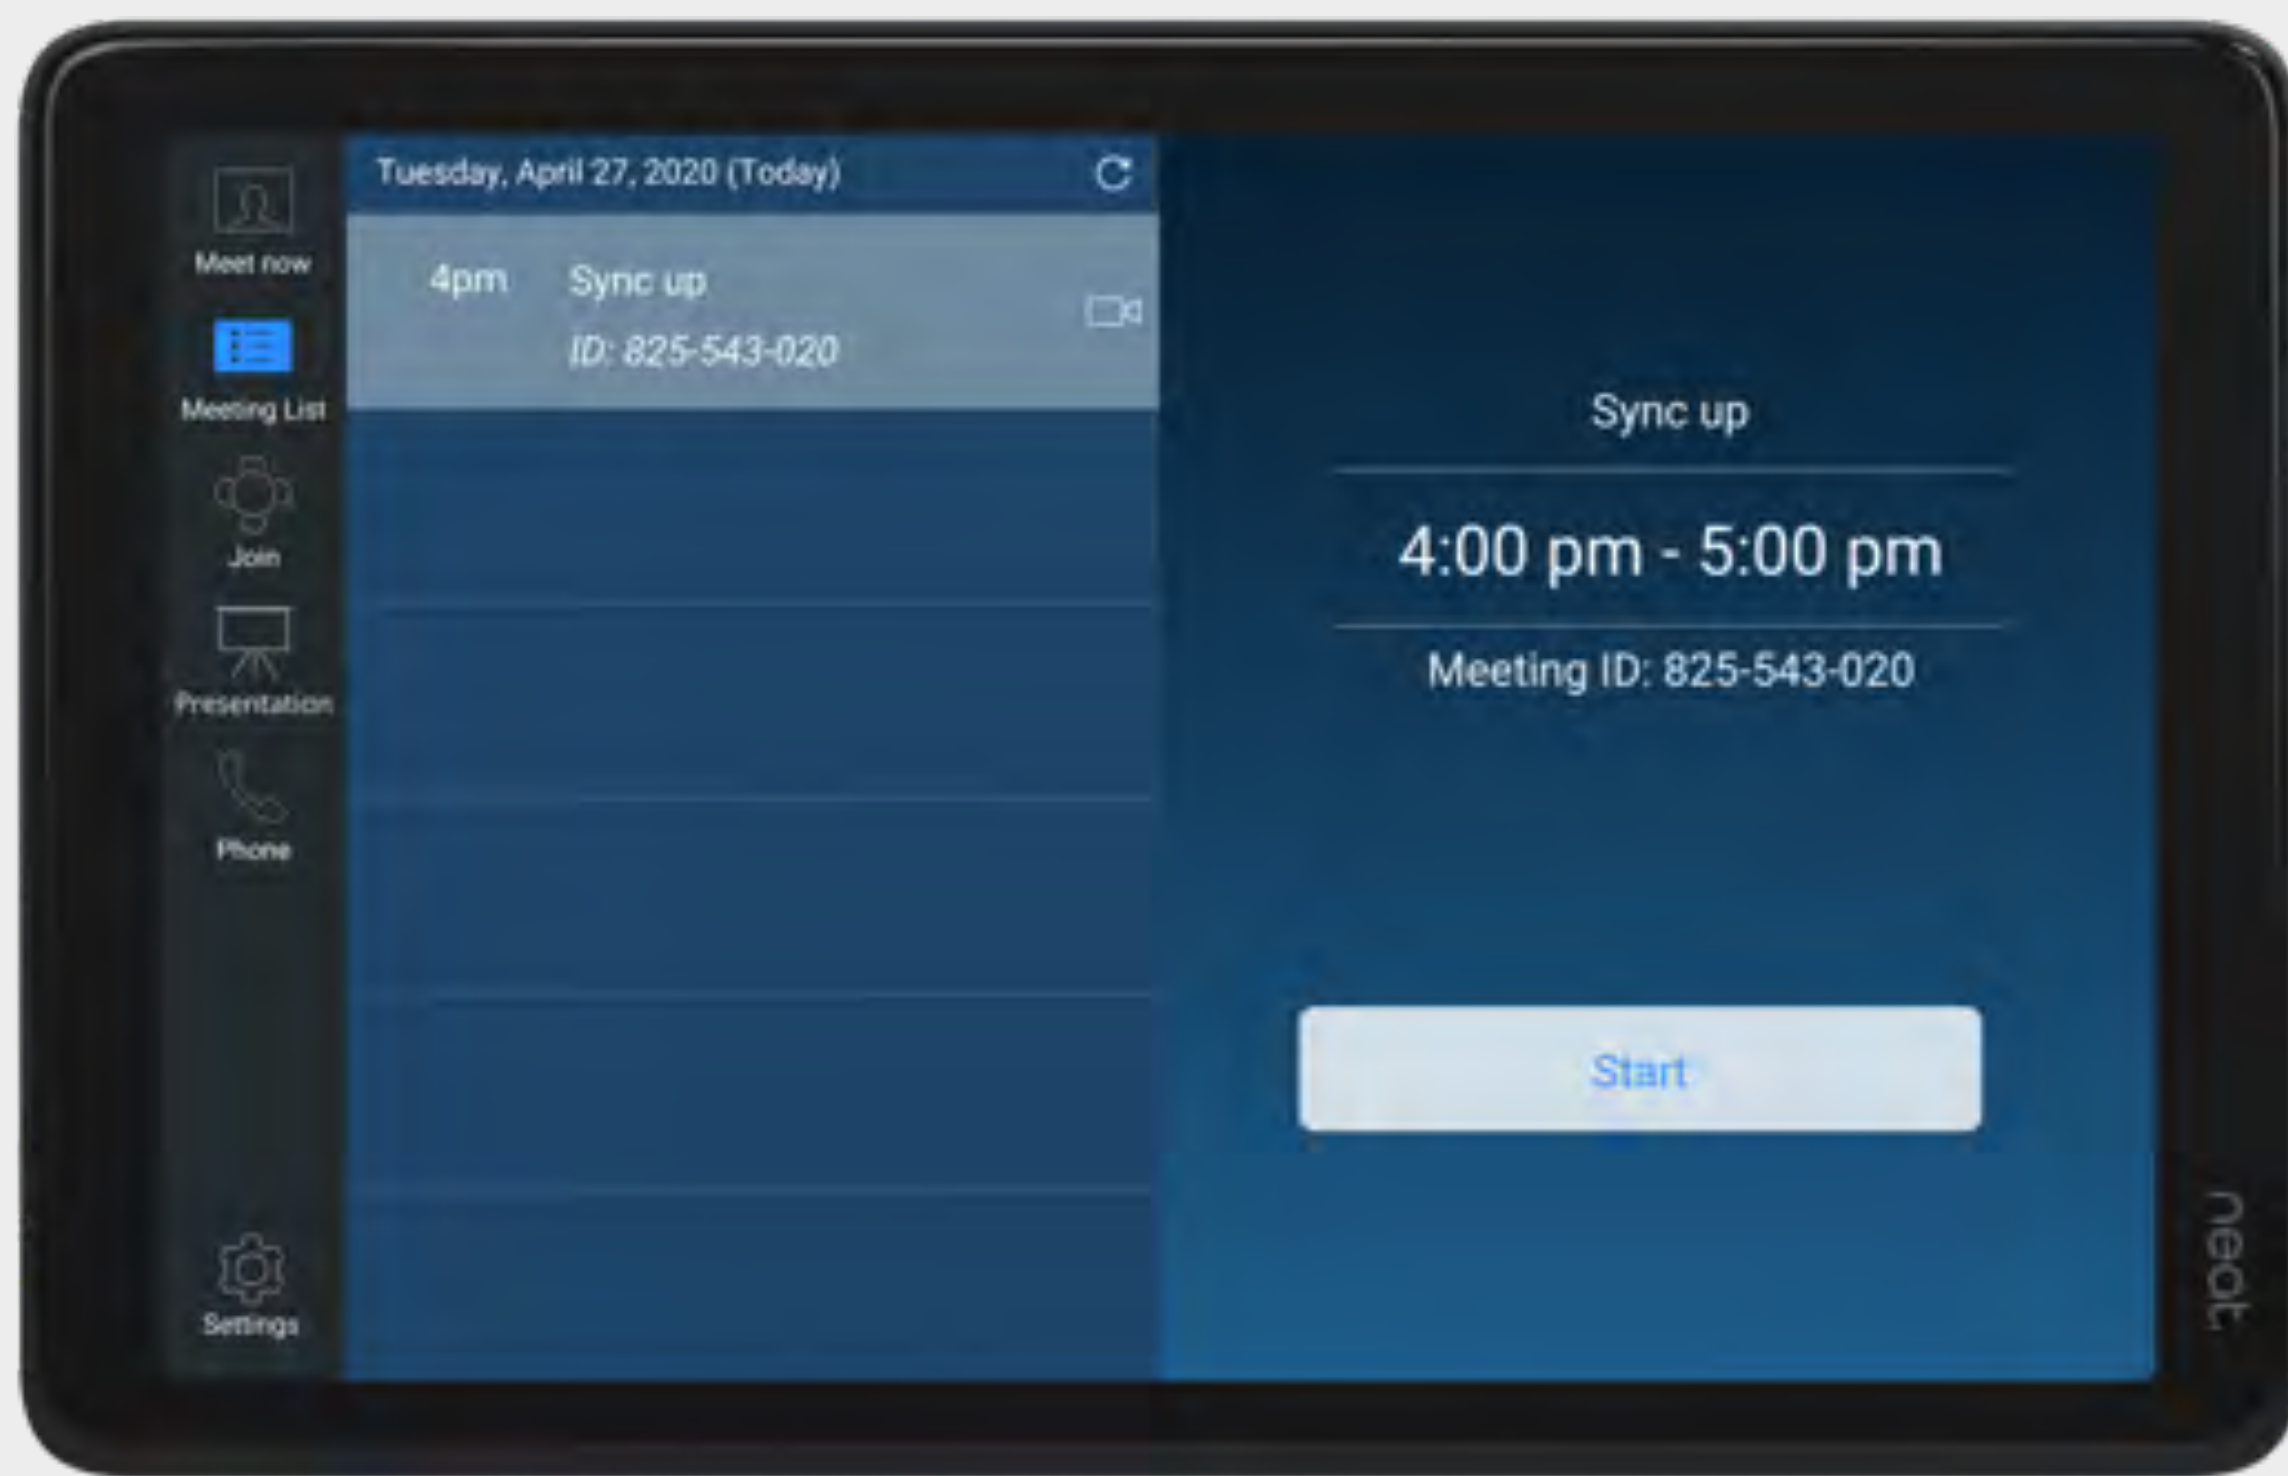 Meet now
Meeting List
Join
Presentation
Phone
Settings
Tuesday, April 27, 2020 (Today)
4pm Sync up
ID: 825-543-020
Sync up
4:00 pm - 5:00 pm
Meeting ID: 825-543-020
Start
neat.